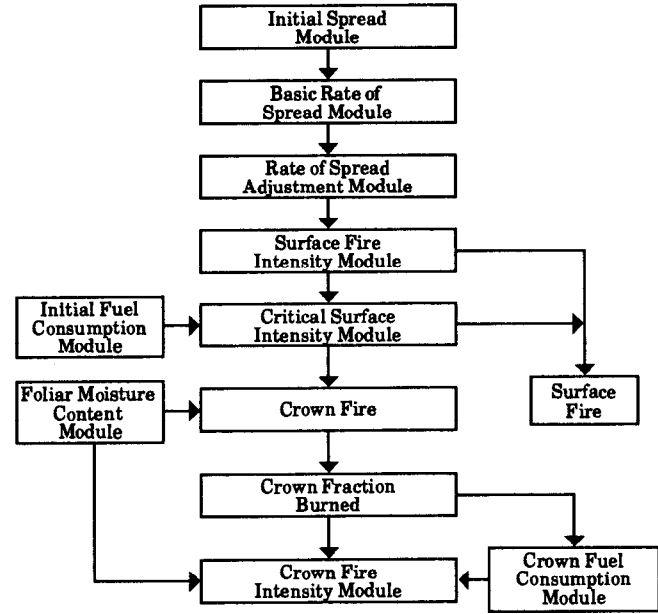 Initial Spread
Module
Basic Rate of
Spread Module
Rate of Spread
Adjustment Module
Surface Fire
Intensity Module
Initial Fuel
Consumption
Module
Critical Surface
Intensity Module
Foliar Moisture
Content
Module
Crown Fire
Surface
Fire
Crown Fraction
Burned
Crown Fire
Intensity Module
Crown Fuel
Consumption
Module